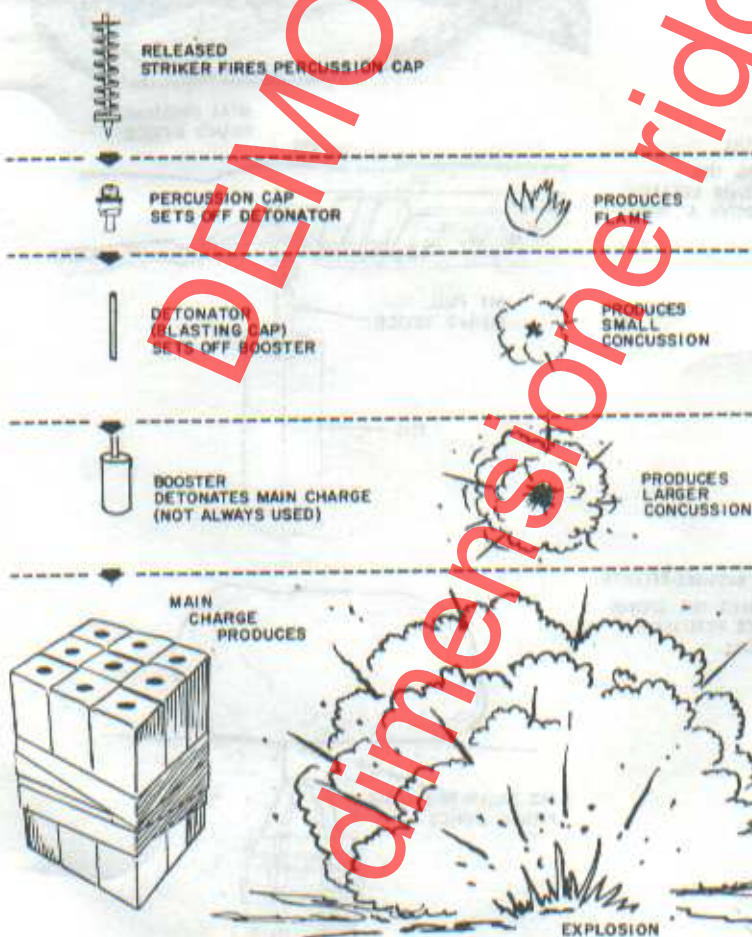 RELEASED
STRIKER FIRES PERCUSSION CAP
PERCUSSION CAP
SETS OFF DETONATOR
PRODUCES
FLAME
DETONATOR
(BLASTING CAP)
SETS OFF BOOSTER
PRODUCES
SMALL
CONCUSSION
BOOSTER
DETONATES MAIN CHARGE
(NOT ALWAYS USED)
PRODUCES
LARGER
CONCUSSION
MAIN
CHARGE
PRODUCES
EXPLOSION
DEMO
dimensione rido